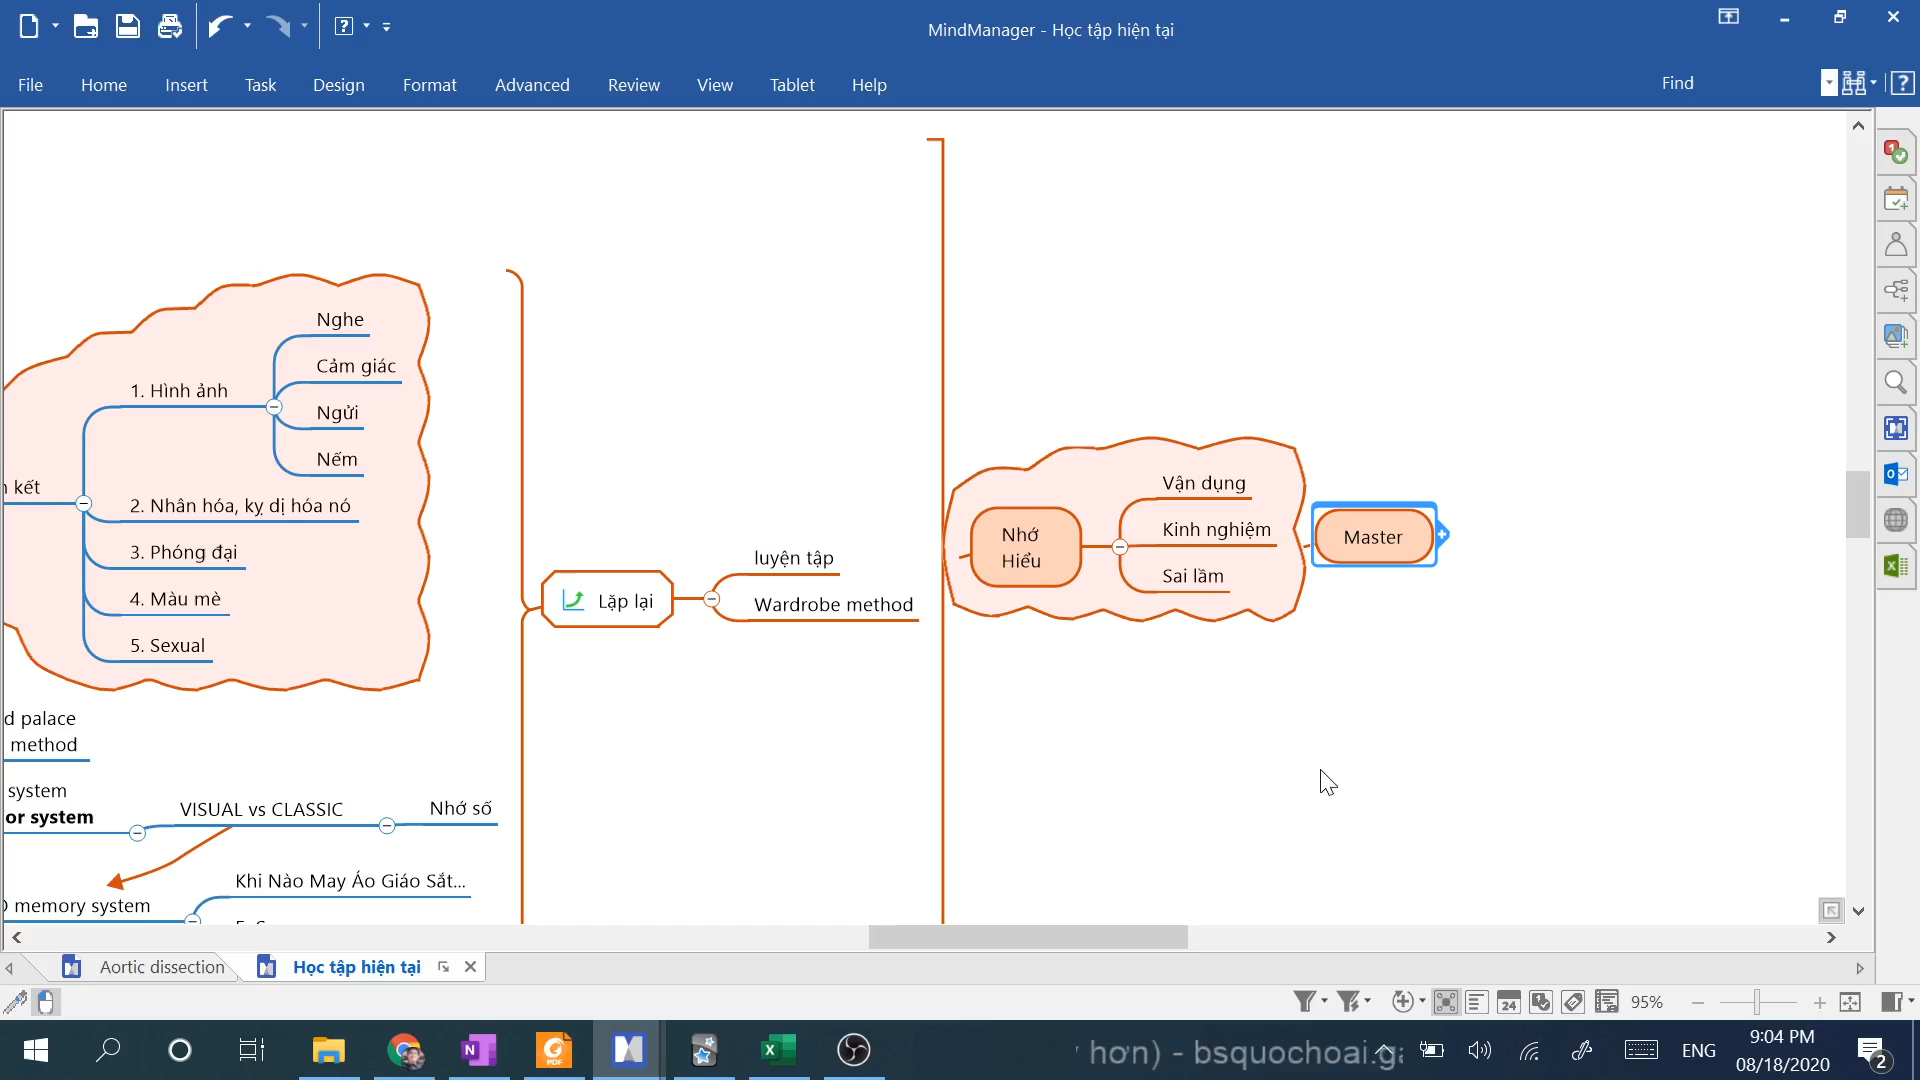 MindManager - Học tập hiện tại
File Home Insert Task Design Format Advanced Review View Tablet Help Find
Nghe
Cảm giác
1. Hình ảnh
Ngửi
Nếm
kết
2. Nhân hóa, kỵ dị hóa nó
3. Phóng đại
4. Màu mè
5. Sexual
luyện tập
Lặp lại
Wardrobe method
Nhớ
Hiểu
Vận dụng
Kinh nghiệm
Sai lầm
Master
d palace
method
system
or system
VISUAL vs CLASSIC
Nhớ số
Khi Nào May Áo Giáo Sắt...
memory system
Aortic dissection
Học tập hiện tại
24
95%
hơn) - bsquochoai.ga
ENG
9:04 PM
08/18/2020
2